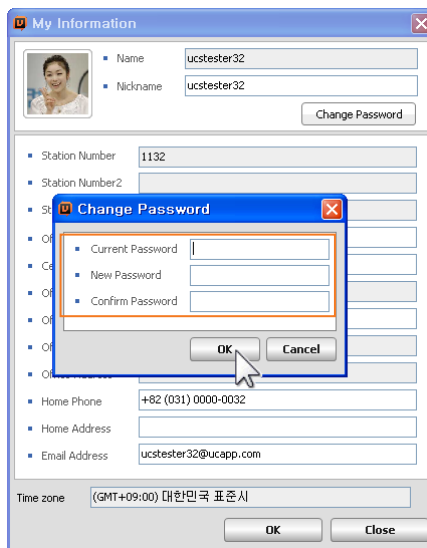 My Information
Name ucstester32
Nickname ucstester32
Change Password
Station Number 1132
Station Number2
Change Password
Current Password
New Password
Confirm Password
OK Cancel
Home Phone +82 (031) 0000-0032
Home Address
Email Address ucstester32@ucapp.com
Time zone (GMT+09:00) 대한민국 표준시
OK Close